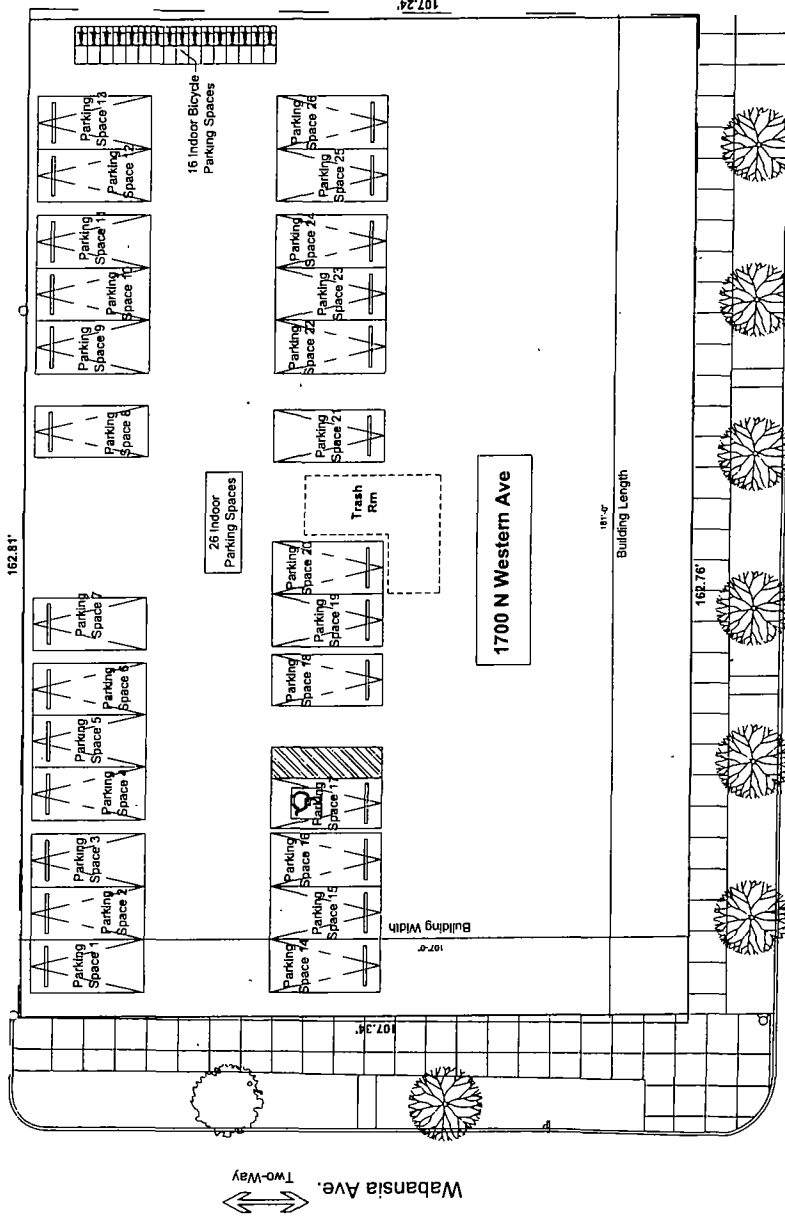 107.24'
16 Indoor Bicycle
Parking Spaces
Parking
Space 13
Parking
Space 12
Parking
Space 11
Parking
Space 10
Parking
Space 9
Parking
Space 8
Parking
Space 7
Parking
Space 6
Parking
Space 5
Parking
Space 4
Parking
Space 3
Parking
Space 2
Parking
Space 1
162.81'
26 Indoor
Parking Spaces
Parking
Space 26
Parking
Space 25
Parking
Space 24
Parking
Space 23
Parking
Space 22
Parking
Space 21
Trash
Rm
Parking
Space 20
Parking
Space 19
Parking
Space 18
Parking
Space 17
Parking
Space 16
Parking
Space 15
Parking
Space 14
1700 N Western Ave
Building Length
162.76'
Building Width
107'-0"
107.34'
Two-Way
Wabansia Ave.